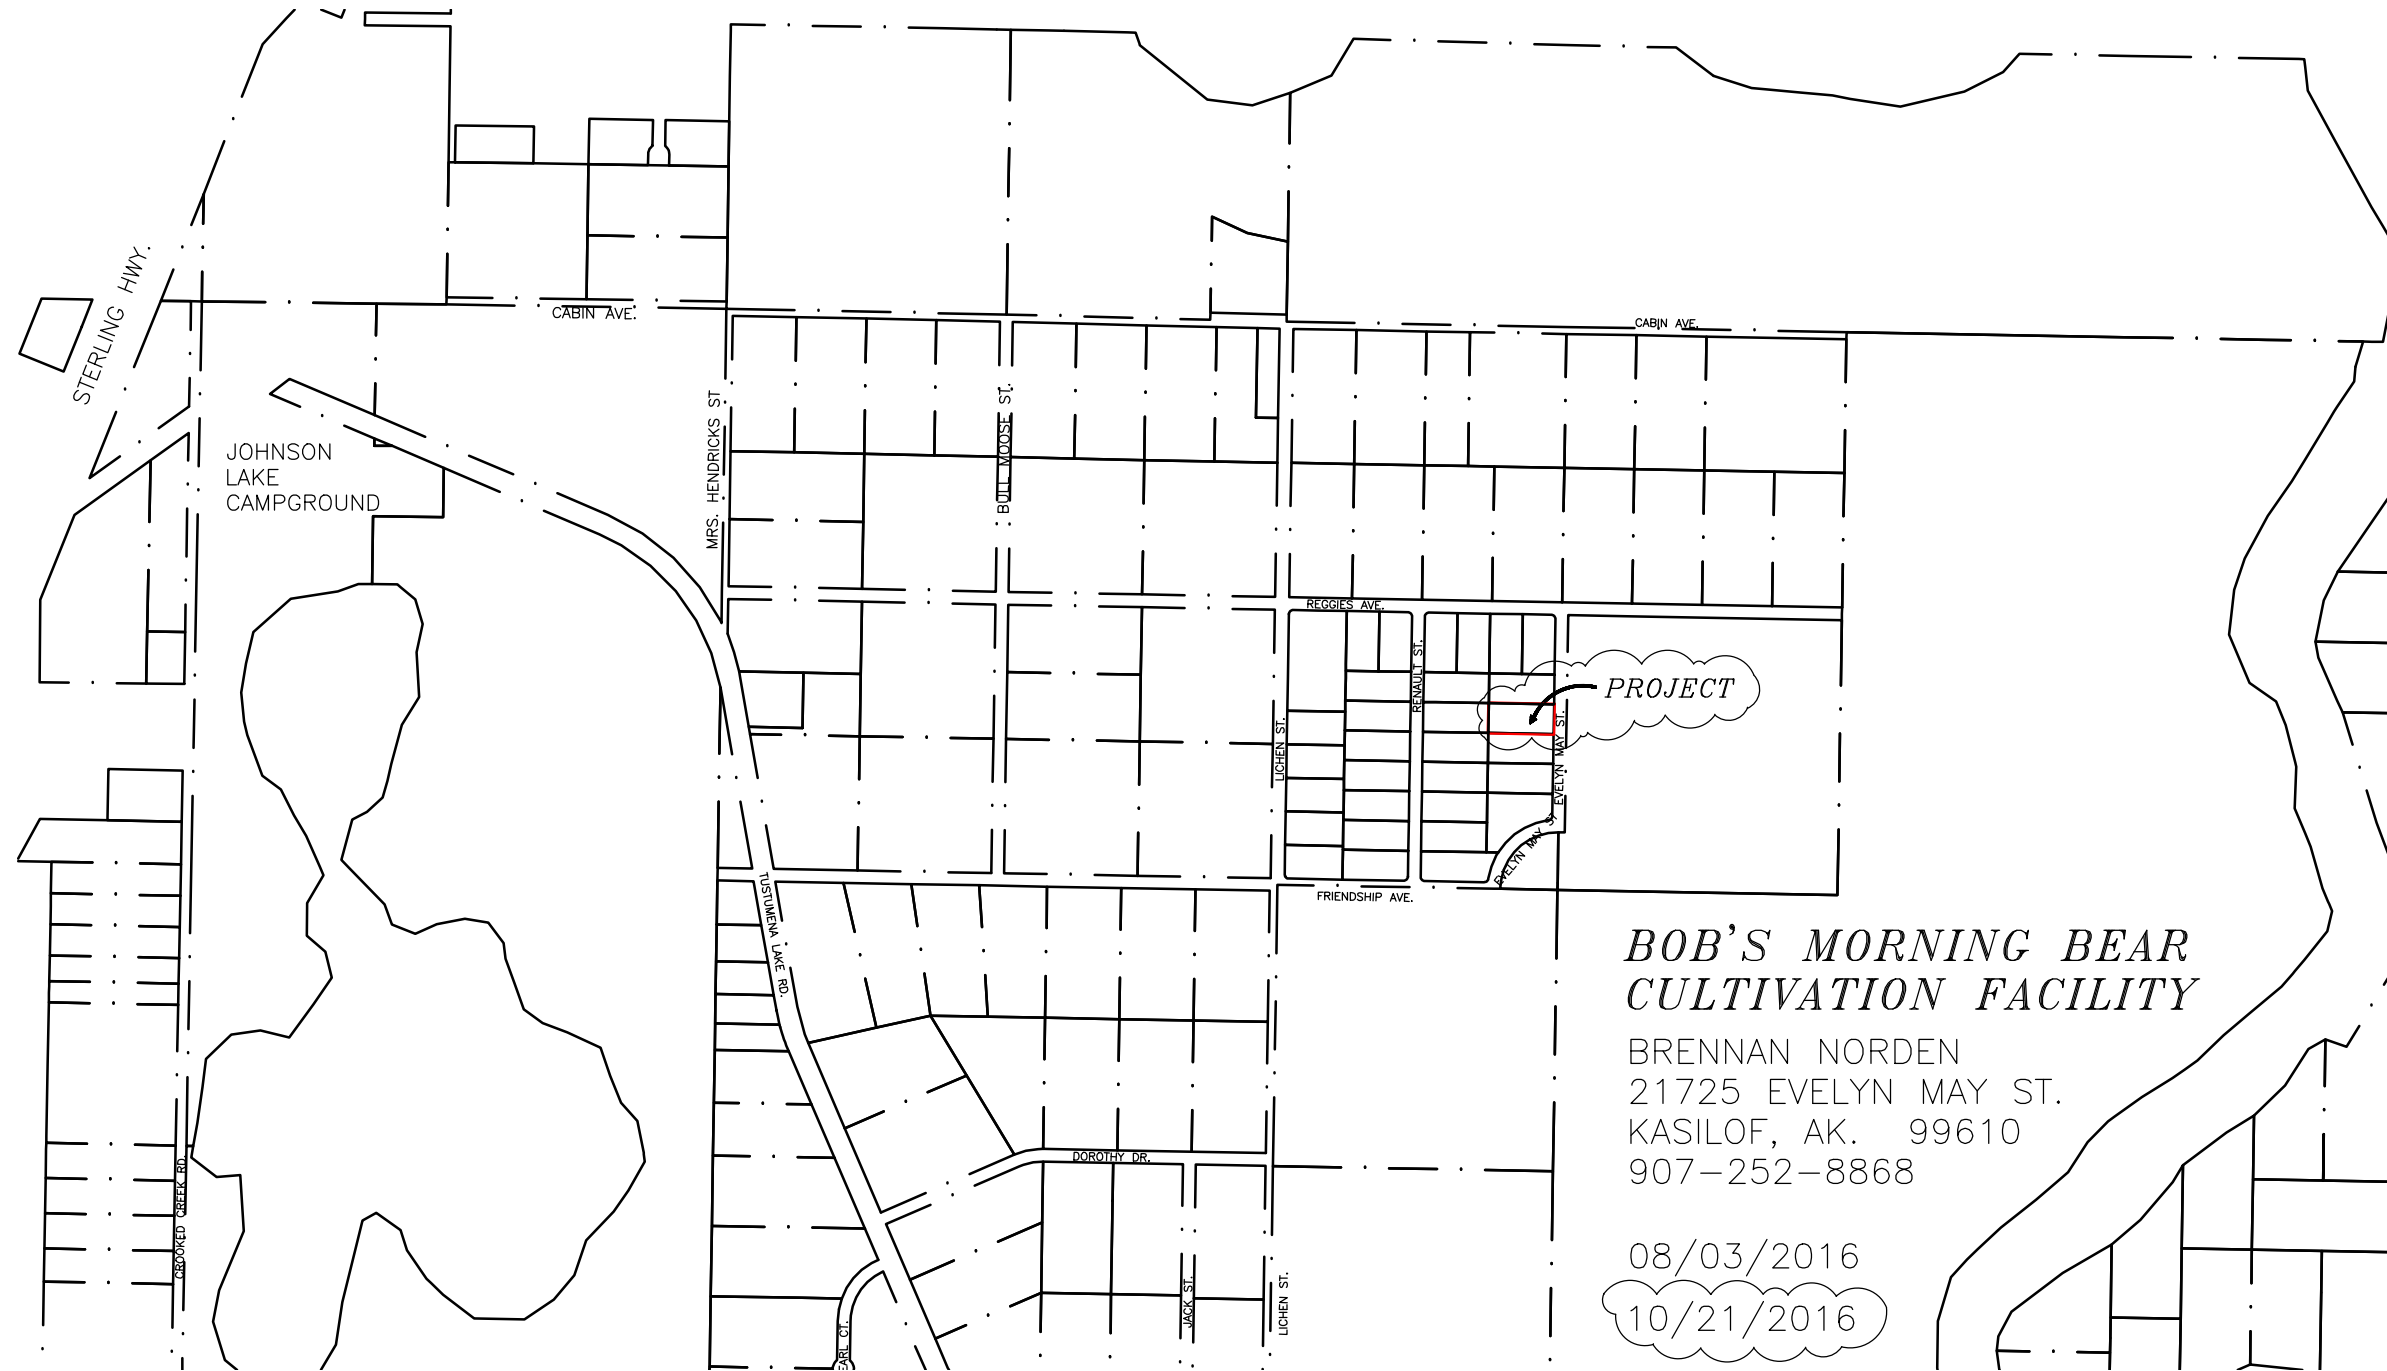 STERLING HWY.
CABIN AVE.
CABIN AVE.
JOHNSON
LAKE
CAMPGROUND
MRS. HENDRICKS ST
BULL MOOSE ST.
REGGIES AVE.
RENAULT ST.
PROJECT
LICHEN ST.
EVELYN MAY ST.
EVELYN MAY ST
FRIENDSHIP AVE.
TUSTUMENA LAKE RD.
BOB'S MORNING BEAR
CULTIVATION FACILITY
BRENNAN NORDEN
21725 EVELYN MAY ST.
KASILOF, AK. 99610
907-252-8868
DOROTHY DR.
CROOKED CREEK RD.
JACK ST.
LICHEN ST.
EARL CT.
08/03/2016
10/21/2016